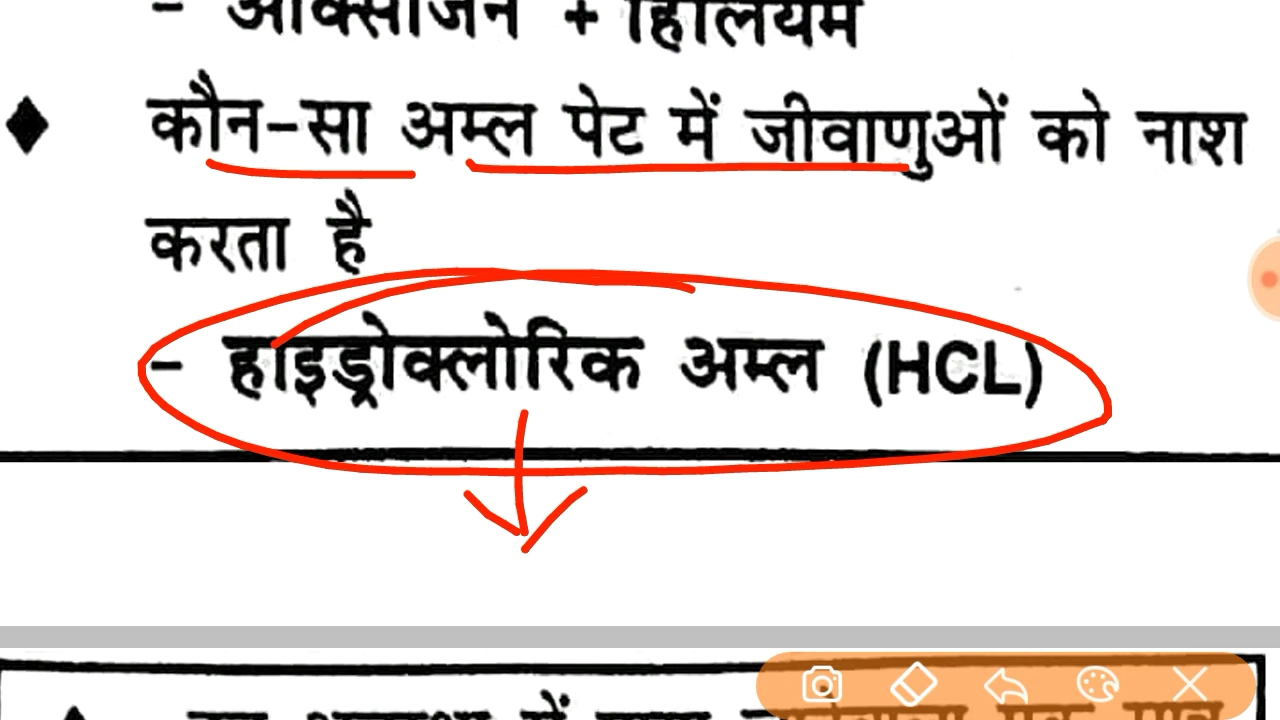 - ऑक्सीजन + हीलियम
◆ कौन-सा अम्ल पेट में जीवाणुओं को नाश
करता है
- हाइड्रोक्लोरिक अम्ल (HCL)